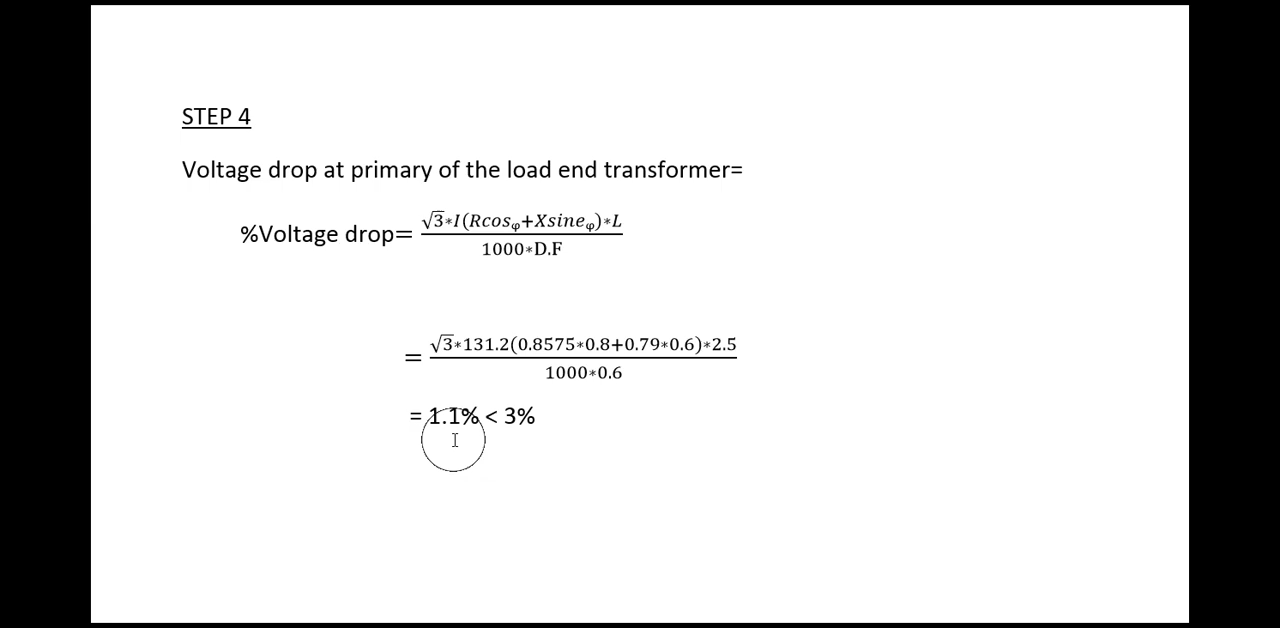 STEP 4
Voltage drop at primary of the load end transformer=
%Voltage drop= √3*I(Rcosφ+Xsineφ)*L
1000*D.F
= √3*131.2(0.8575*0.8+0.79*0.6)*2.5
1000*0.6
= 1.1% < 3%